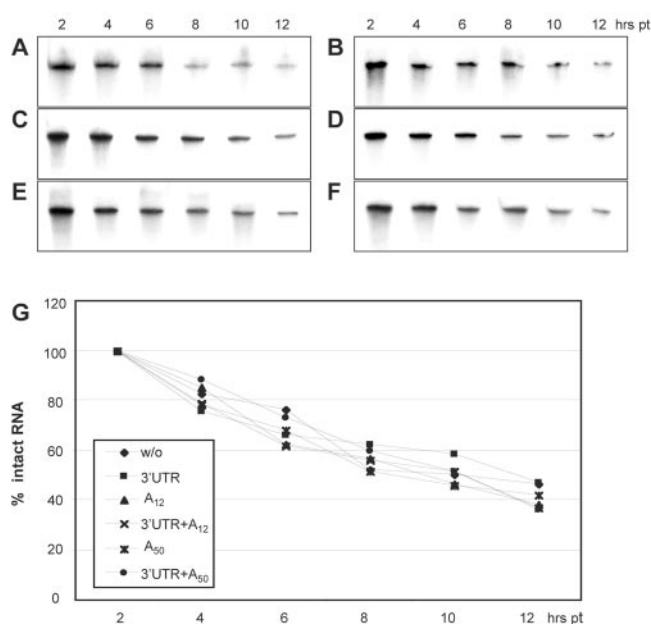 2 4 6 8 10 12 2 4 6 8 10 12 hrs pt
A B
C D
E F
G
120
100
80
60
40
20
0
% intact RNA
w/o
3'UTR
A₁₂
3'UTR+A₁₂
A₅₀
3'UTR+A₅₀
2 4 6 8 10 12 hrs pt